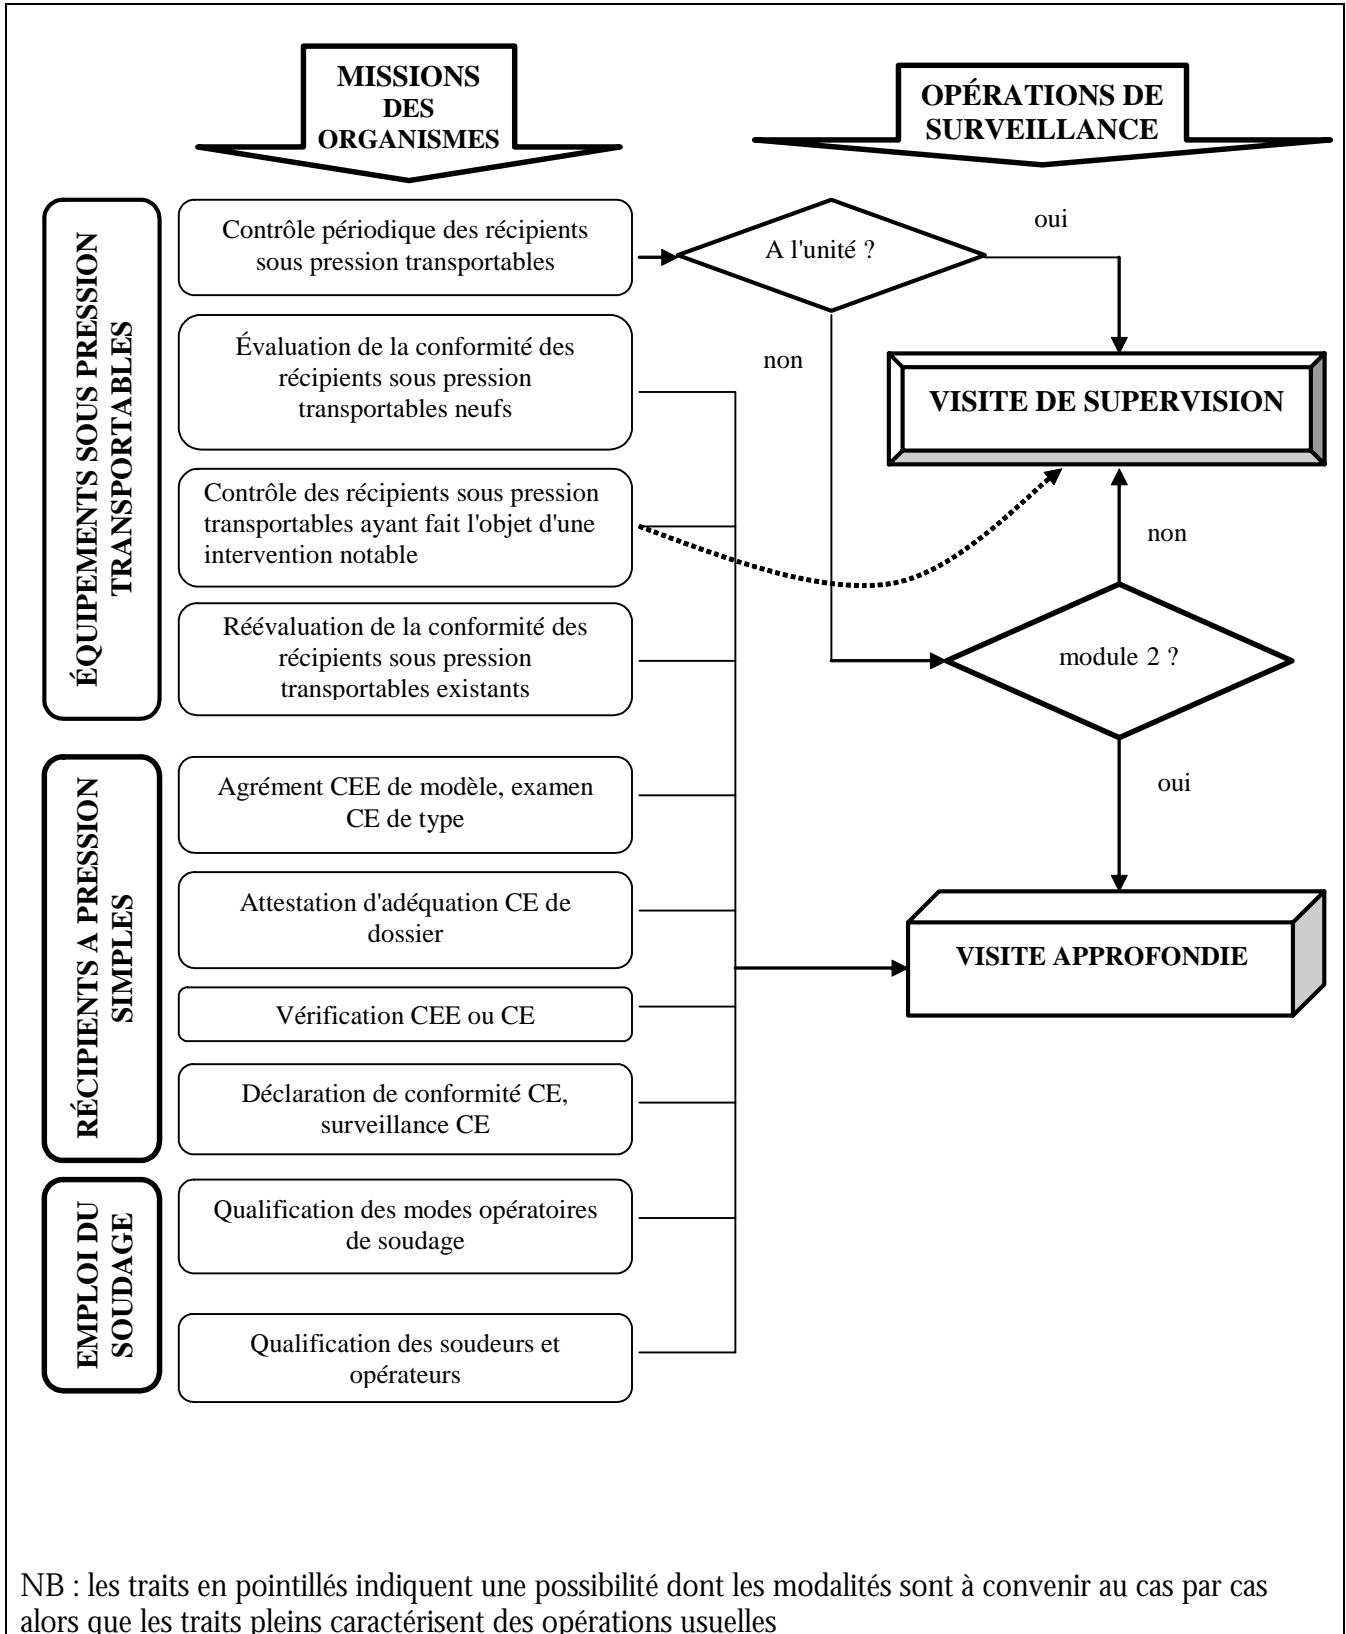 MISSIONS
DES
ORGANISMES
OPÉRATIONS DE
SURVEILLANCE
ÉQUIPEMENTS SOUS PRESSION
TRANSPORTABLES
Contrôle périodique des récipients
sous pression transportables
A l'unité ?
oui
non
Évaluation de la conformité des
récipients sous pression
transportables neufs
VISITE DE SUPERVISION
Contrôle des récipients sous pression
transportables ayant fait l'objet d'une
intervention notable
non
Réévaluation de la conformité des
récipients sous pression
transportables existants
module 2 ?
oui
RÉCIPIENTS A PRESSION
SIMPLES
Agrément CEE de modèle, examen
CE de type
Attestation d'adéquation CE de
dossier
VISITE APPROFONDIE
Vérification CEE ou CE
Déclaration de conformité CE,
surveillance CE
EMPLOI DU
SOUDAGE
Qualification des modes opératoires
de soudage
Qualification des soudeurs et
opérateurs
NB : les traits en pointillés indiquent une possibilité dont les modalités sont à convenir au cas par cas
alors que les traits pleins caractérisent des opérations usuelles